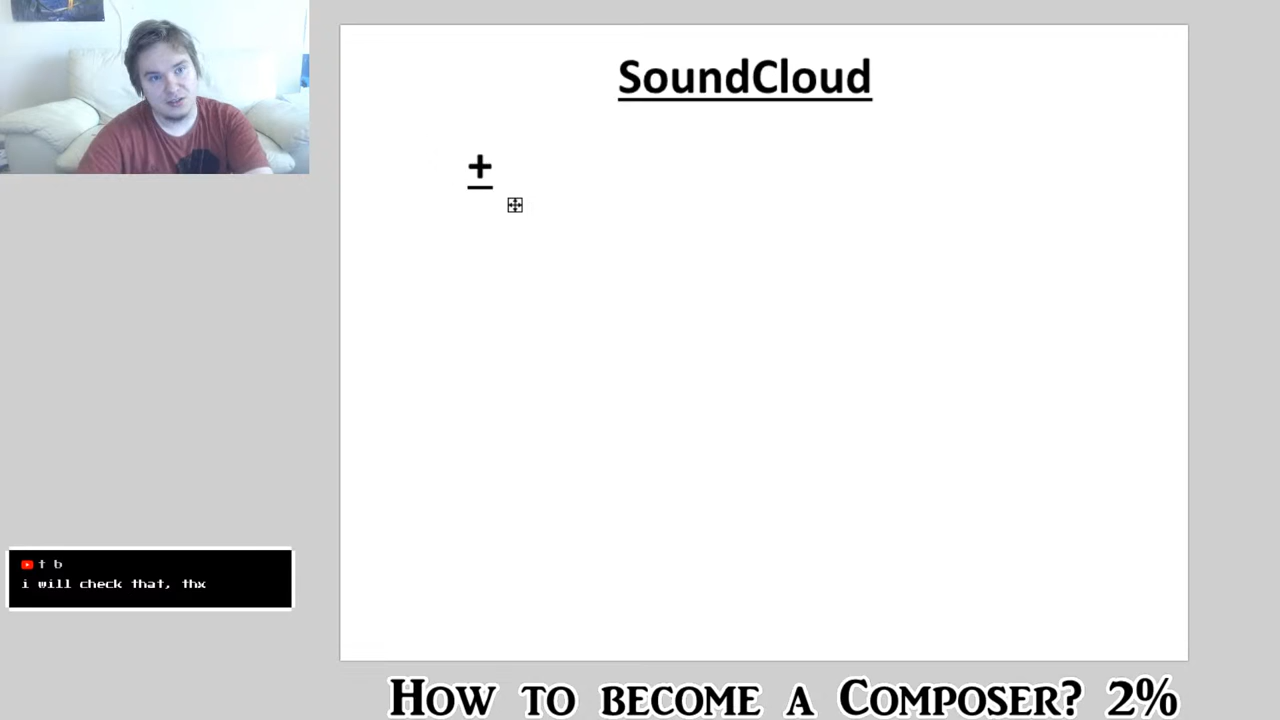 SoundCloud
+
t b
i will check that, thx
How to become a Composer? 2%